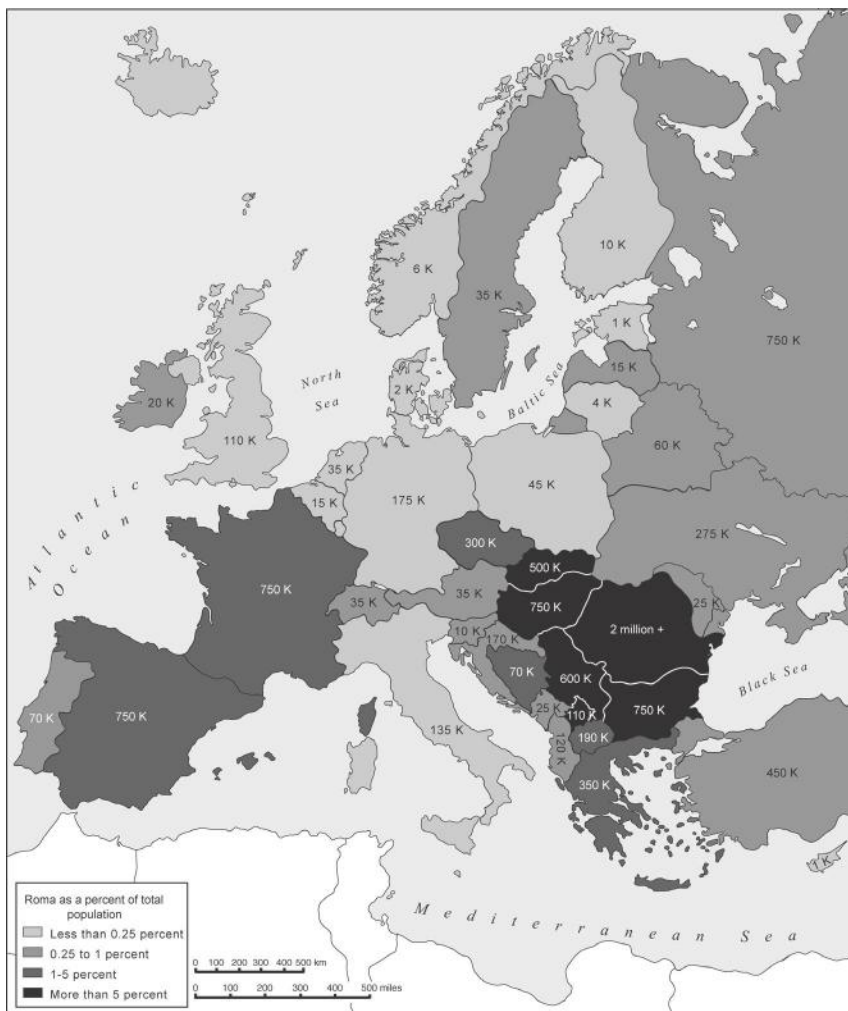 6 K
10 K
35 K
1 K
750 K
North
Sea
Baltic Sea
15 K
2 K
4 K
20 K
110 K
60 K
35 K
15 K
175 K
45 K
Atlantic
Ocean
275 K
300 K
500 K
750 K
35 K
35 K
750 K
25 K
10 K
170 K
2 million +
70 K
600 K
Black Sea
70 K
750 K
25 K
110 K
750 K
135 K
120 K
190 K
350 K
450 K
1 K
Mediterranean Sea
Roma as a percent of total
population
Less than 0.25 percent
0.25 to 1 percent
1-5 percent
More than 5 percent
0 100 200 300 400 500 km
0 100 200 300 400 500 miles